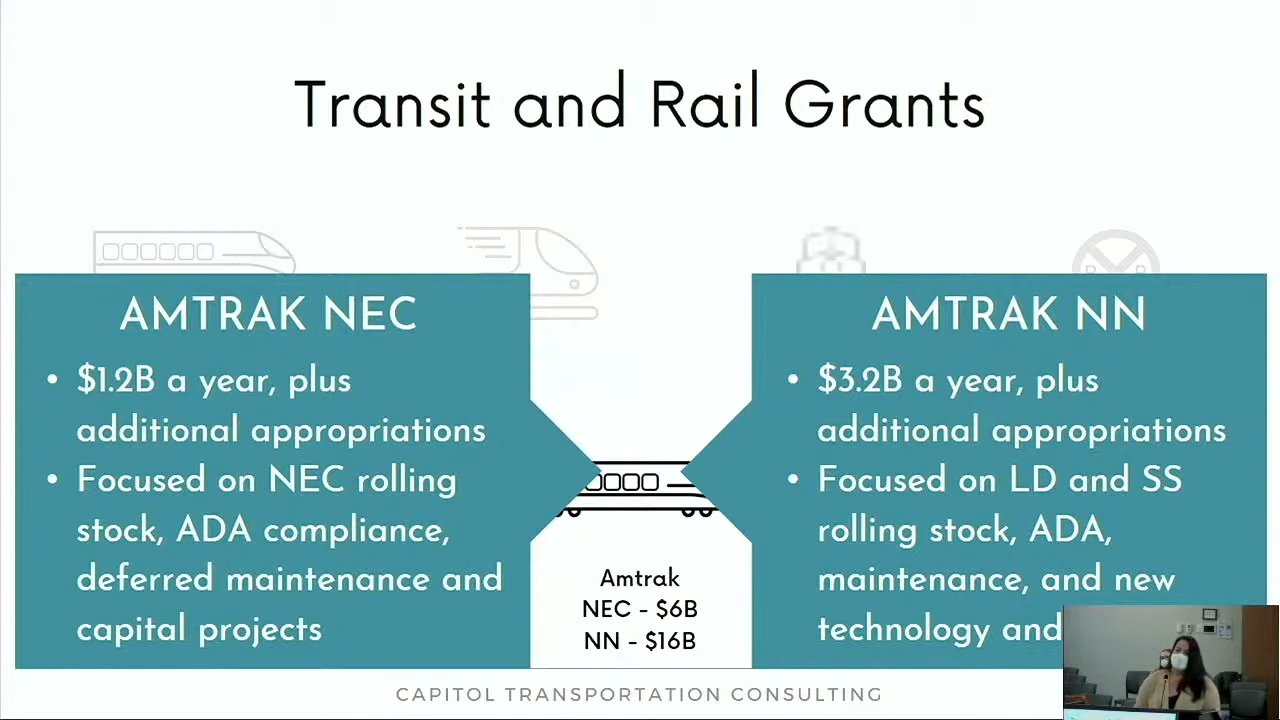 Transit and Rail Grants
AMTRAK NEC
• $1.2B a year, plus
additional appropriations
• Focused on NEC rolling
stock, ADA compliance,
deferred maintenance and
capital projects
Amtrak
NEC - $6B
NN - $16B
AMTRAK NN
• $3.2B a year, plus
additional appropriations
• Focused on LD and SS
rolling stock, ADA,
maintenance, and new
technology and
CAPITOL TRANSPORTATION CONSULTING